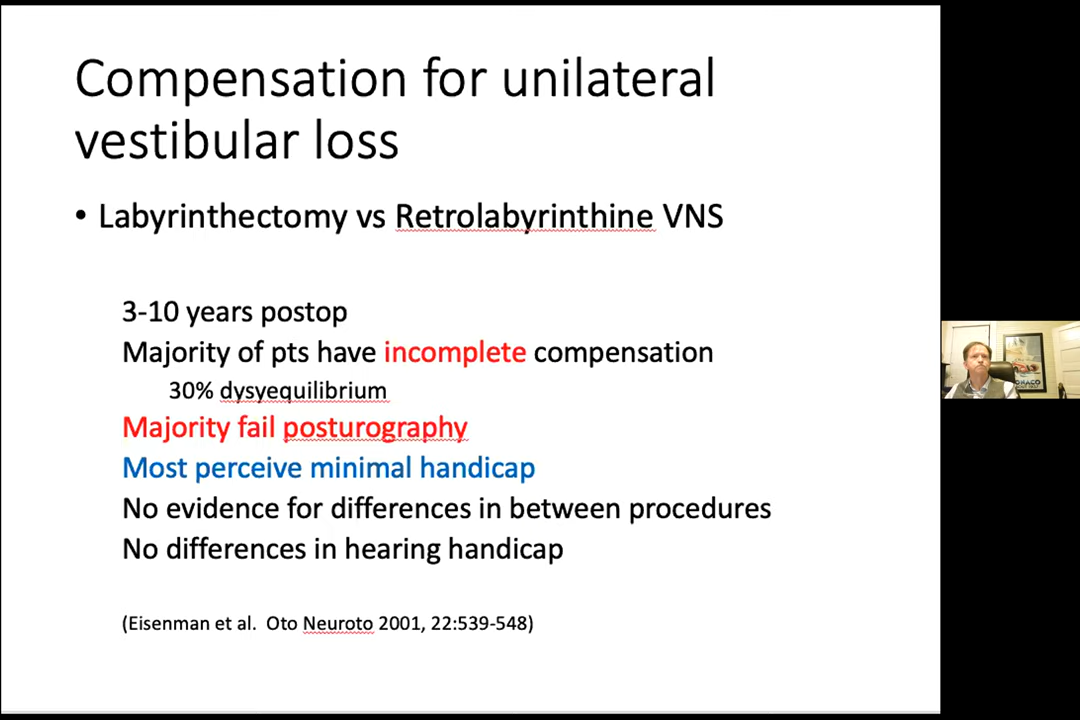 Compensation for unilateral
vestibular loss
• Labyrinthectomy vs Retrolabyrinthine VNS
3-10 years postop
Majority of pts have incomplete compensation
30% dysyequilibrium
Majority fail posturography
Most perceive minimal handicap
No evidence for differences in between procedures
No differences in hearing handicap
(Eisenman et al. Oto Neuroto 2001, 22:539-548)